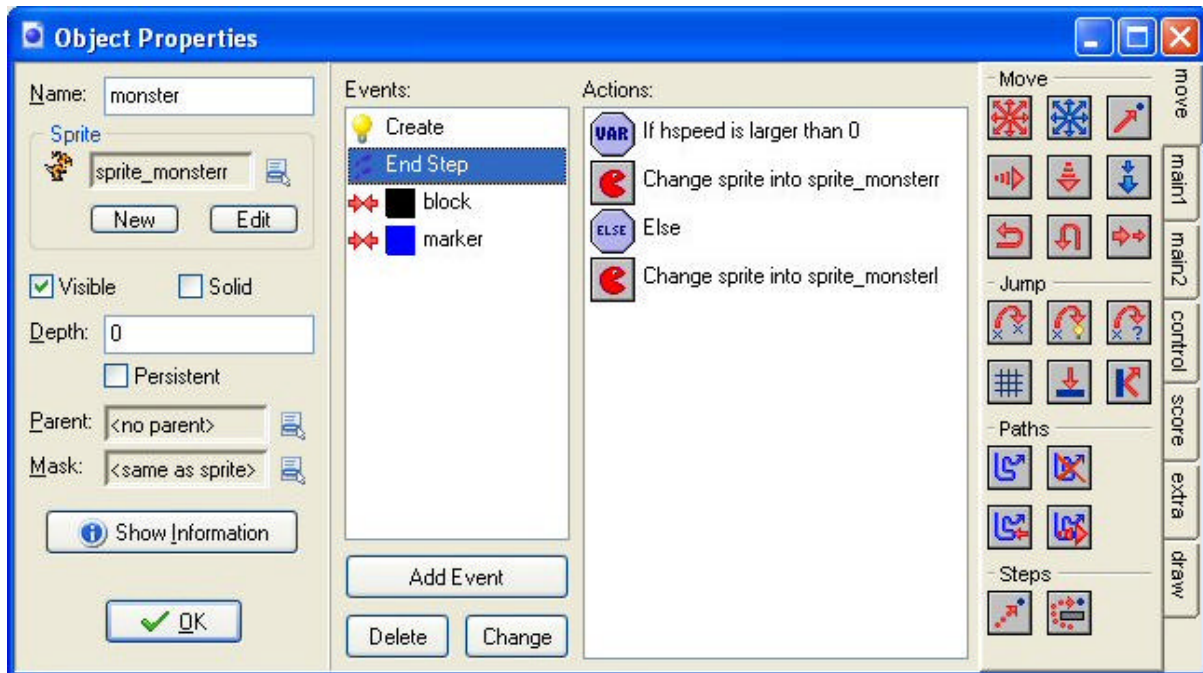 Object Properties
Name: monster
Sprite
sprite_monsterr
New Edit
Visible Solid
Depth: 0
Persistent
Parent: <no parent>
Mask: <same as sprite>
Show Information
OK
Events:
Create
End Step
block
marker
Add Event
Delete Change
Actions:
VAR If hspeed is larger than 0
Change sprite into sprite_monsterr
ELSE Else
Change sprite into sprite_monsterl
Move
Jump
Paths
Steps
move
main1
main2
control
score
extra
draw